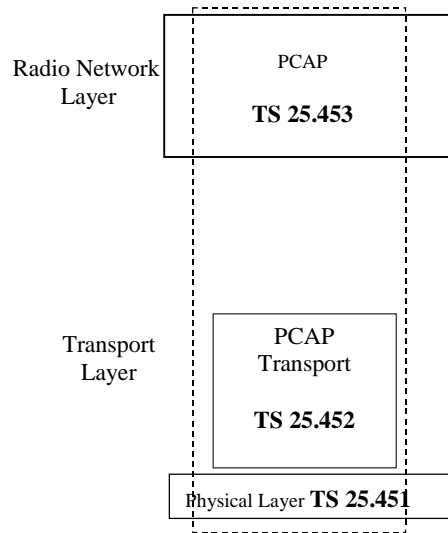 Radio Network
Layer
PCAP
TS 25.453
Transport
Layer
PCAP
Transport
TS 25.452
Physical Layer TS 25.451